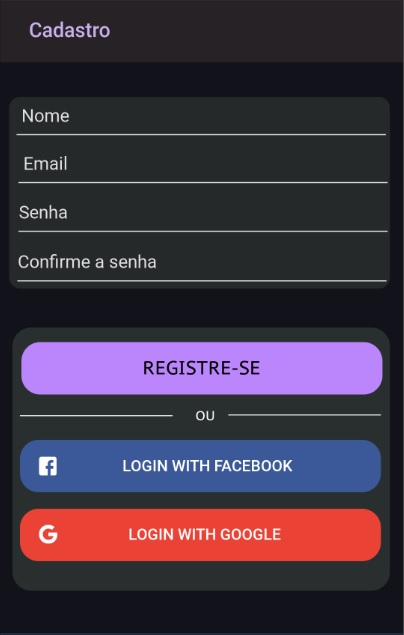 Cadastro
Nome
Email
Senha
Confirme a senha
REGISTRE-SE
OU
LOGIN WITH FACEBOOK
LOGIN WITH GOOGLE